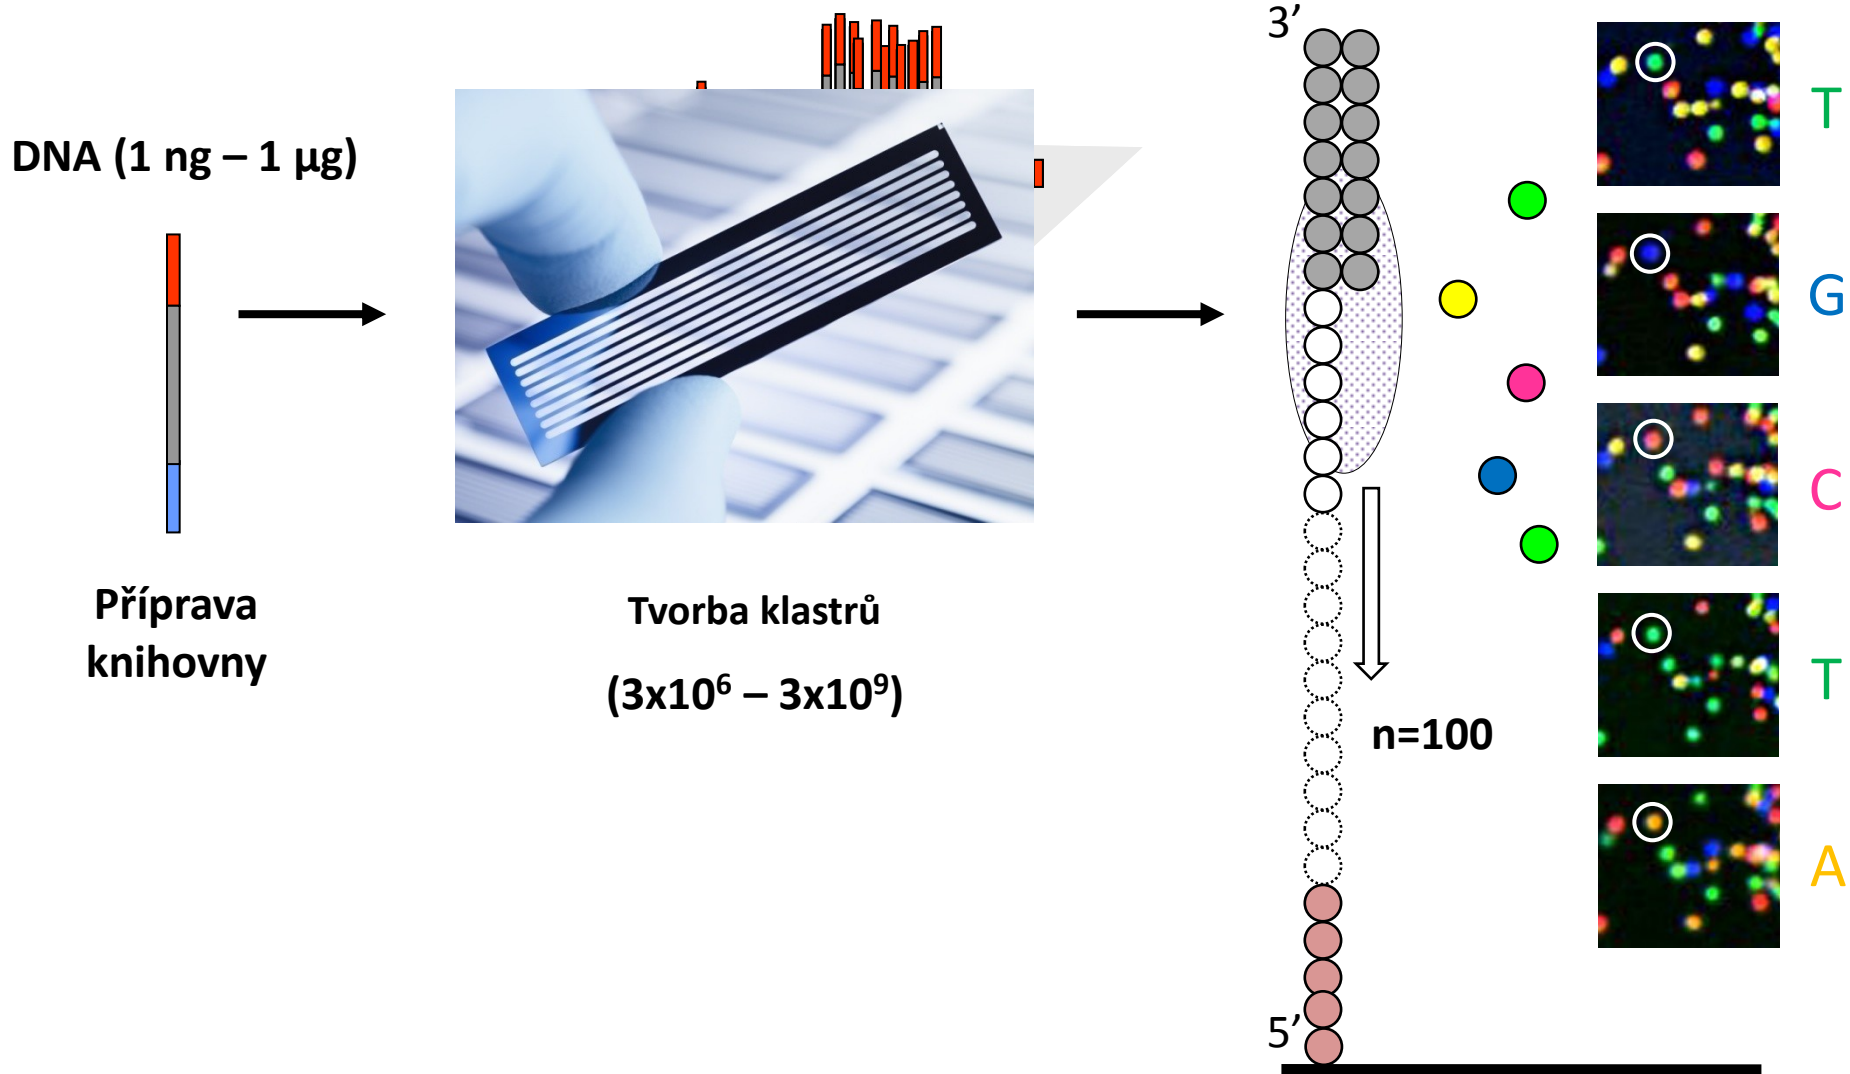 DNA (1 ng – 1 µg)
Příprava
knihovny
Tvorba klastrů
(3x10⁶ – 3x10⁹)
3’
n=100
5’
T
G
C
T
A